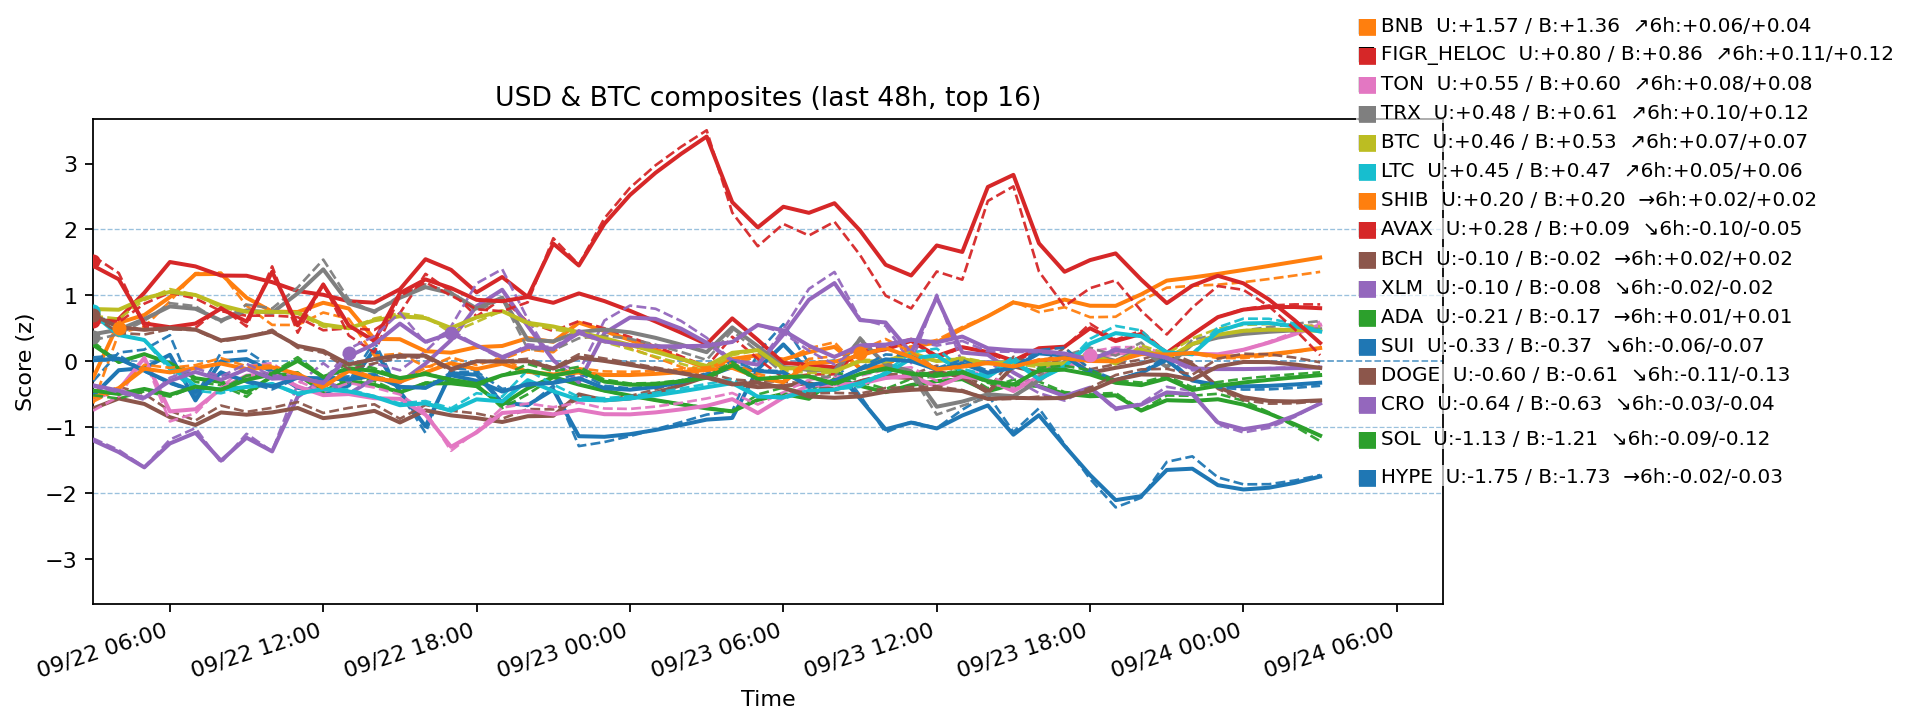 BNB  U:+1.57 / B:+1.36  ↗6h:+0.06/+0.04
FIGR_HELOC  U:+0.80 / B:+0.86  ↗6h:+0.11/+0.12
TON  U:+0.55 / B:+0.60  ↗6h:+0.08/+0.08
TRX  U:+0.48 / B:+0.61  ↗6h:+0.10/+0.12
BTC  U:+0.46 / B:+0.53  ↗6h:+0.07/+0.07
LTC  U:+0.45 / B:+0.47  ↗6h:+0.05/+0.06
SHIB  U:+0.20 / B:+0.20  →6h:+0.02/+0.02
AVAX  U:+0.28 / B:+0.09  ↘6h:-0.10/-0.05
BCH  U:-0.10 / B:-0.02  →6h:+0.02/+0.02
XLM  U:-0.10 / B:-0.08  ↘6h:-0.02/-0.02
ADA  U:-0.21 / B:-0.17  →6h:+0.01/+0.01
SUI  U:-0.33 / B:-0.37  ↘6h:-0.06/-0.07
DOGE  U:-0.60 / B:-0.61  ↘6h:-0.11/-0.13
CRO  U:-0.64 / B:-0.63  ↘6h:-0.03/-0.04
SOL  U:-1.13 / B:-1.21  ↘6h:-0.09/-0.12
HYPE  U:-1.75 / B:-1.73  →6h:-0.02/-0.03
USD & BTC composites (last 48h, top 16)
Score (z)
3
2
1
0
−1
−2
−3
09/22 06:00
09/22 12:00
09/22 18:00
09/23 00:00
09/23 06:00
09/23 12:00
09/23 18:00
09/24 00:00
09/24 06:00
Time